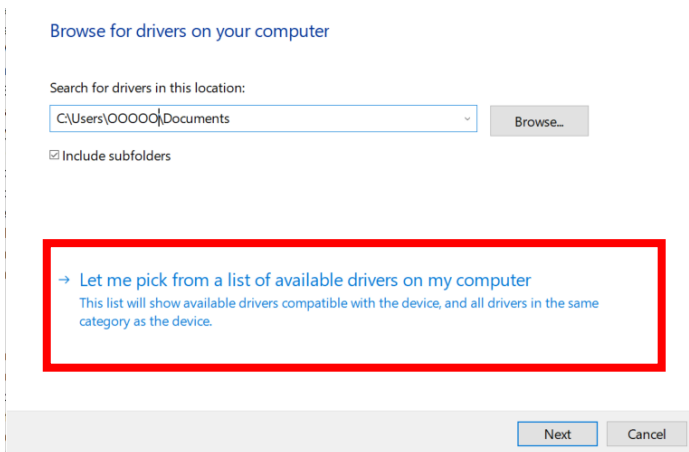 Browse for drivers on your computer
Search for drivers in this location:
C:\Users\OOOOO\Documents
Browse...
Include subfolders
→ Let me pick from a list of available drivers on my computer
This list will show available drivers compatible with the device, and all drivers in the same
category as the device.
Next
Cancel